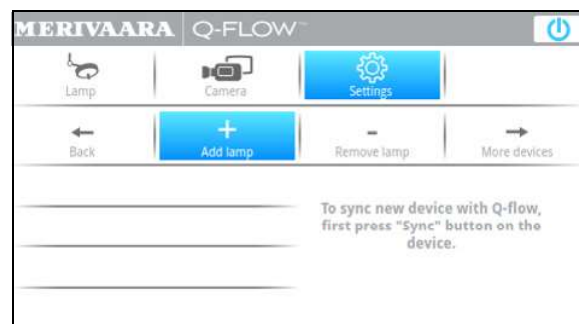 MERIVAARA Q-FLOW™
Lamp Camera Settings
Back Add lamp Remove lamp More devices
To sync new device with Q-flow,
first press "Sync" button on the
device.